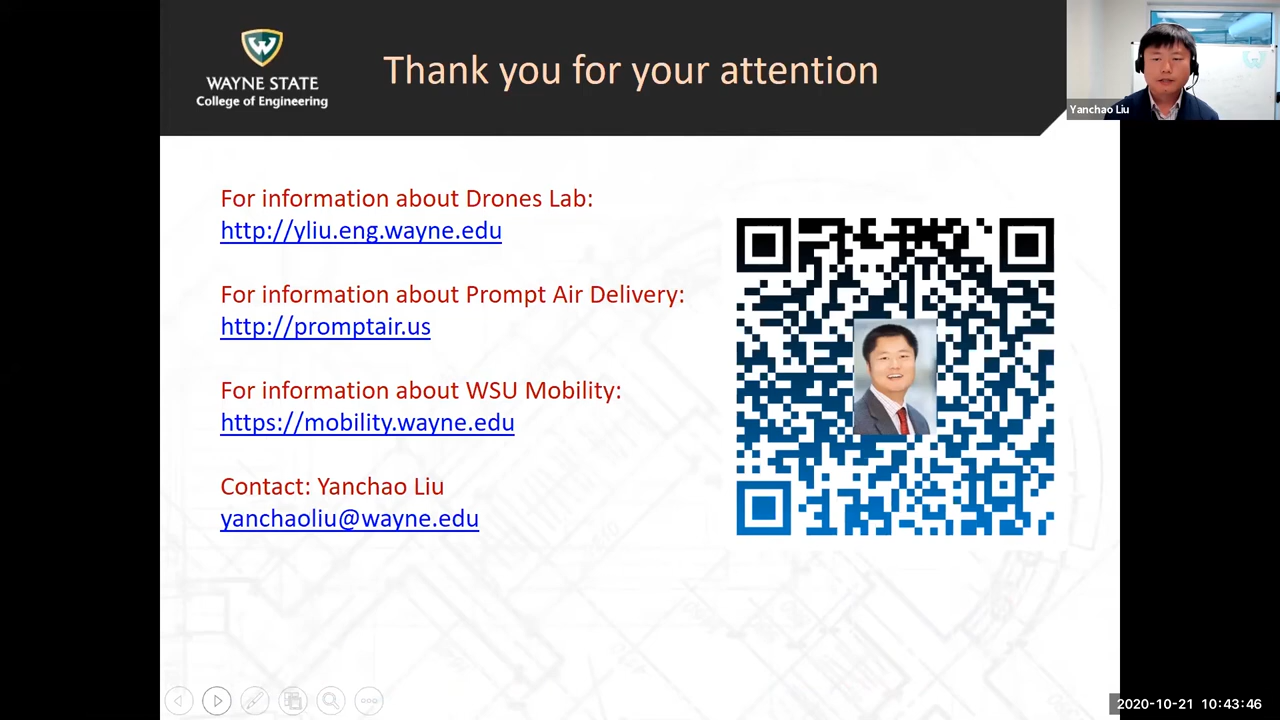 WAYNE STATE
College of Engineering
Thank you for your attention
Yanchao Liu
For information about Drones Lab:
http://yliu.eng.wayne.edu
For information about Prompt Air Delivery:
http://promptair.us
For information about WSU Mobility:
https://mobility.wayne.edu
Contact: Yanchao Liu
yanchaoliu@wayne.edu
2020-10-21 10:43:46